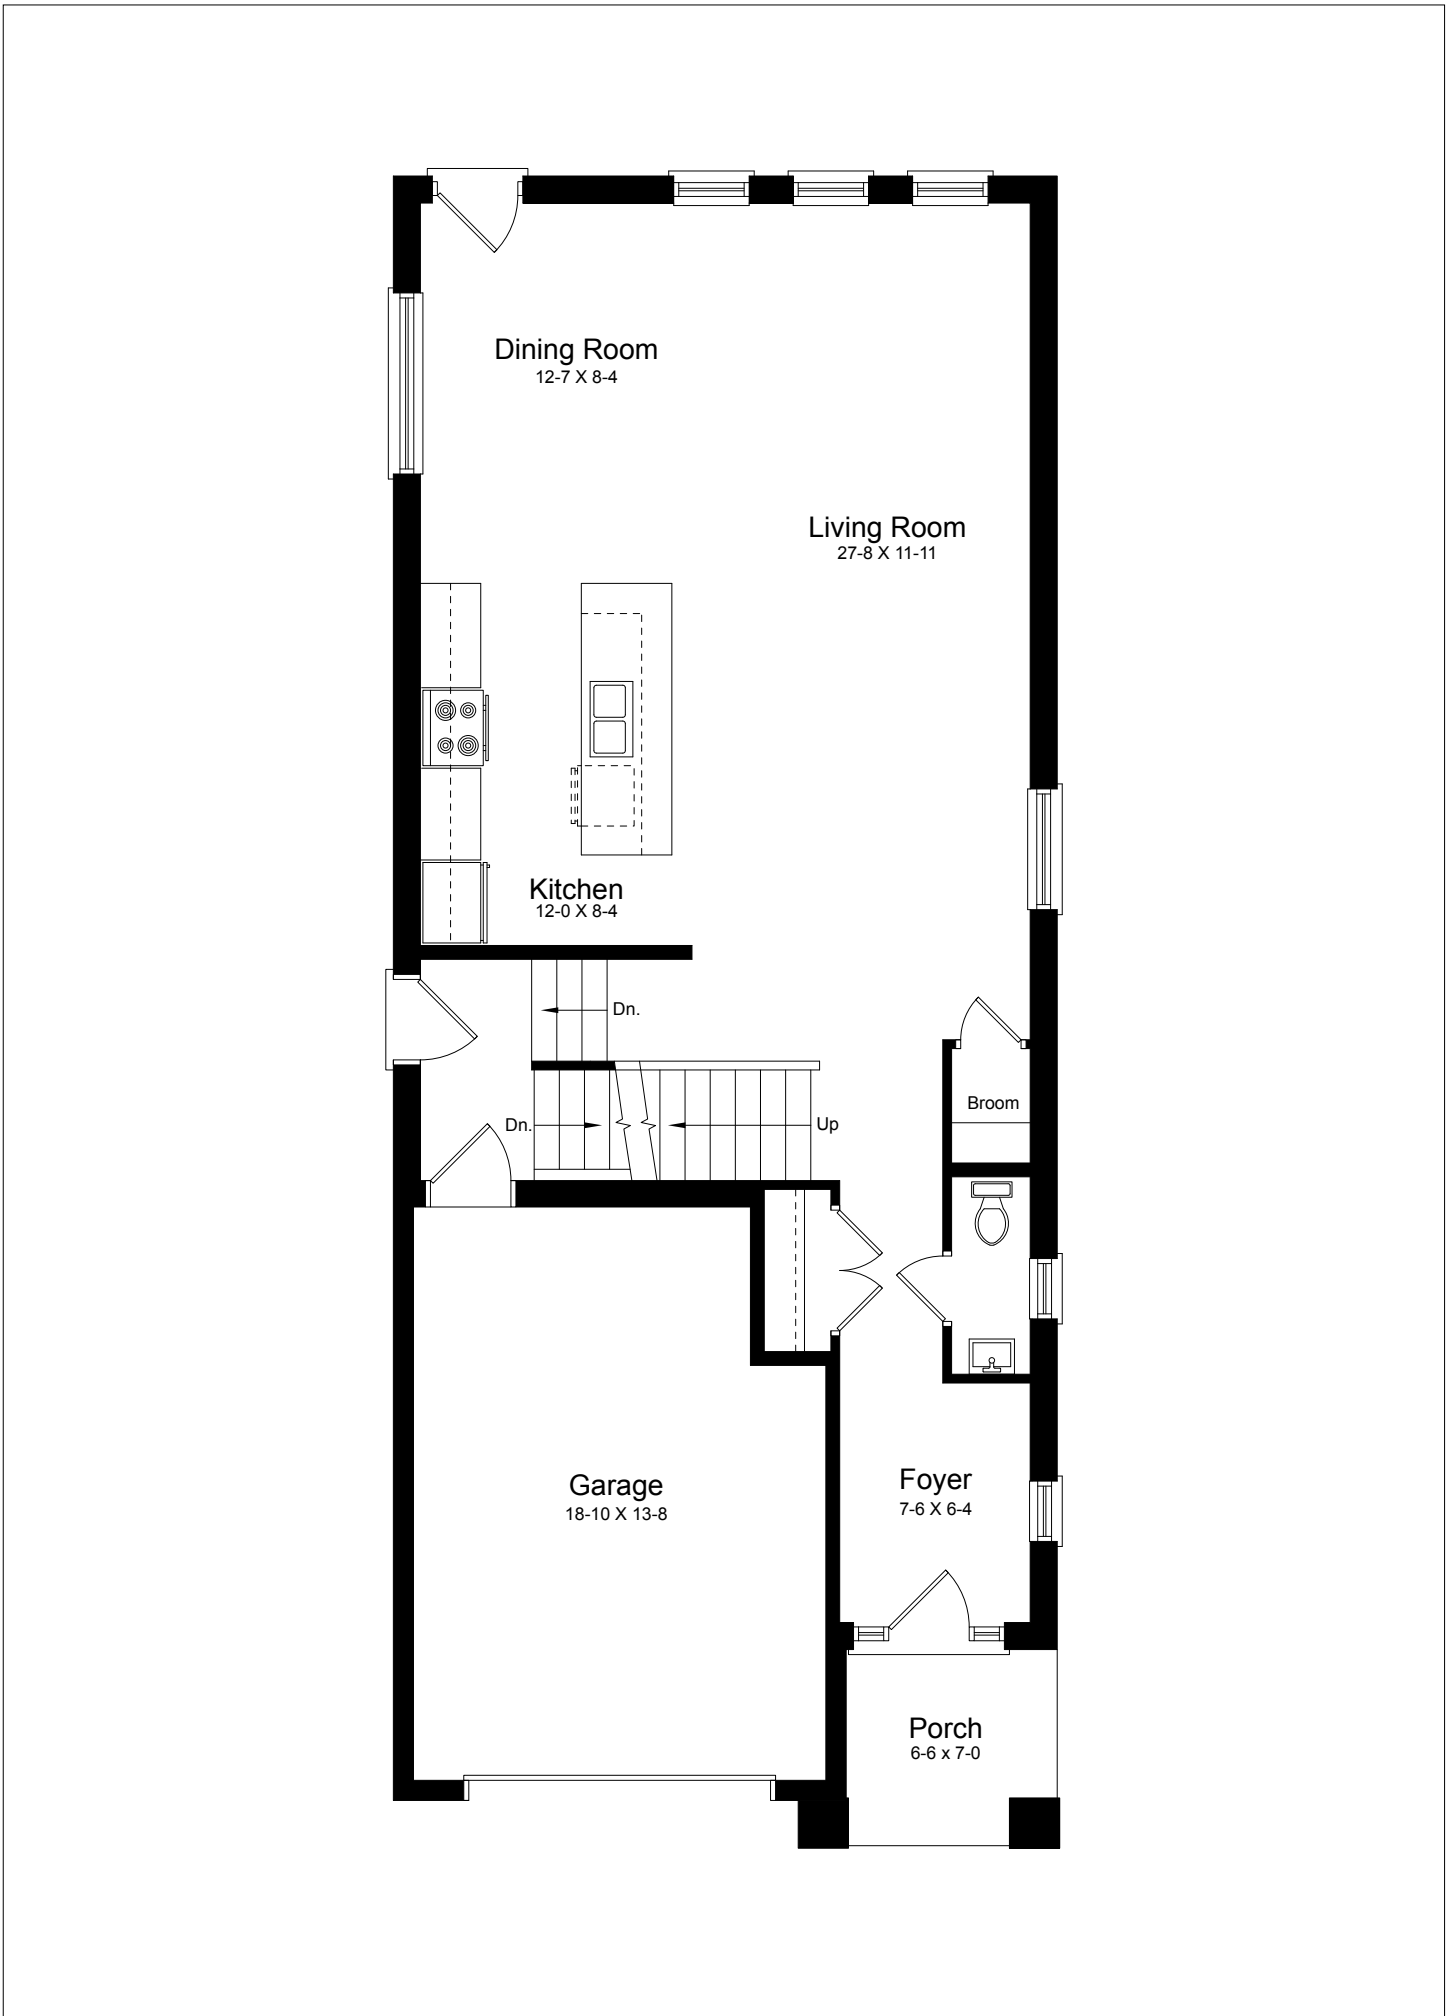 Dining Room
12-7 X 8-4
Living Room
27-8 X 11-11
Kitchen
12-0 X 8-4
Dn.
Broom
Dn.
Up
Garage
18-10 X 13-8
Foyer
7-6 X 6-4
Porch
6-6 x 7-0